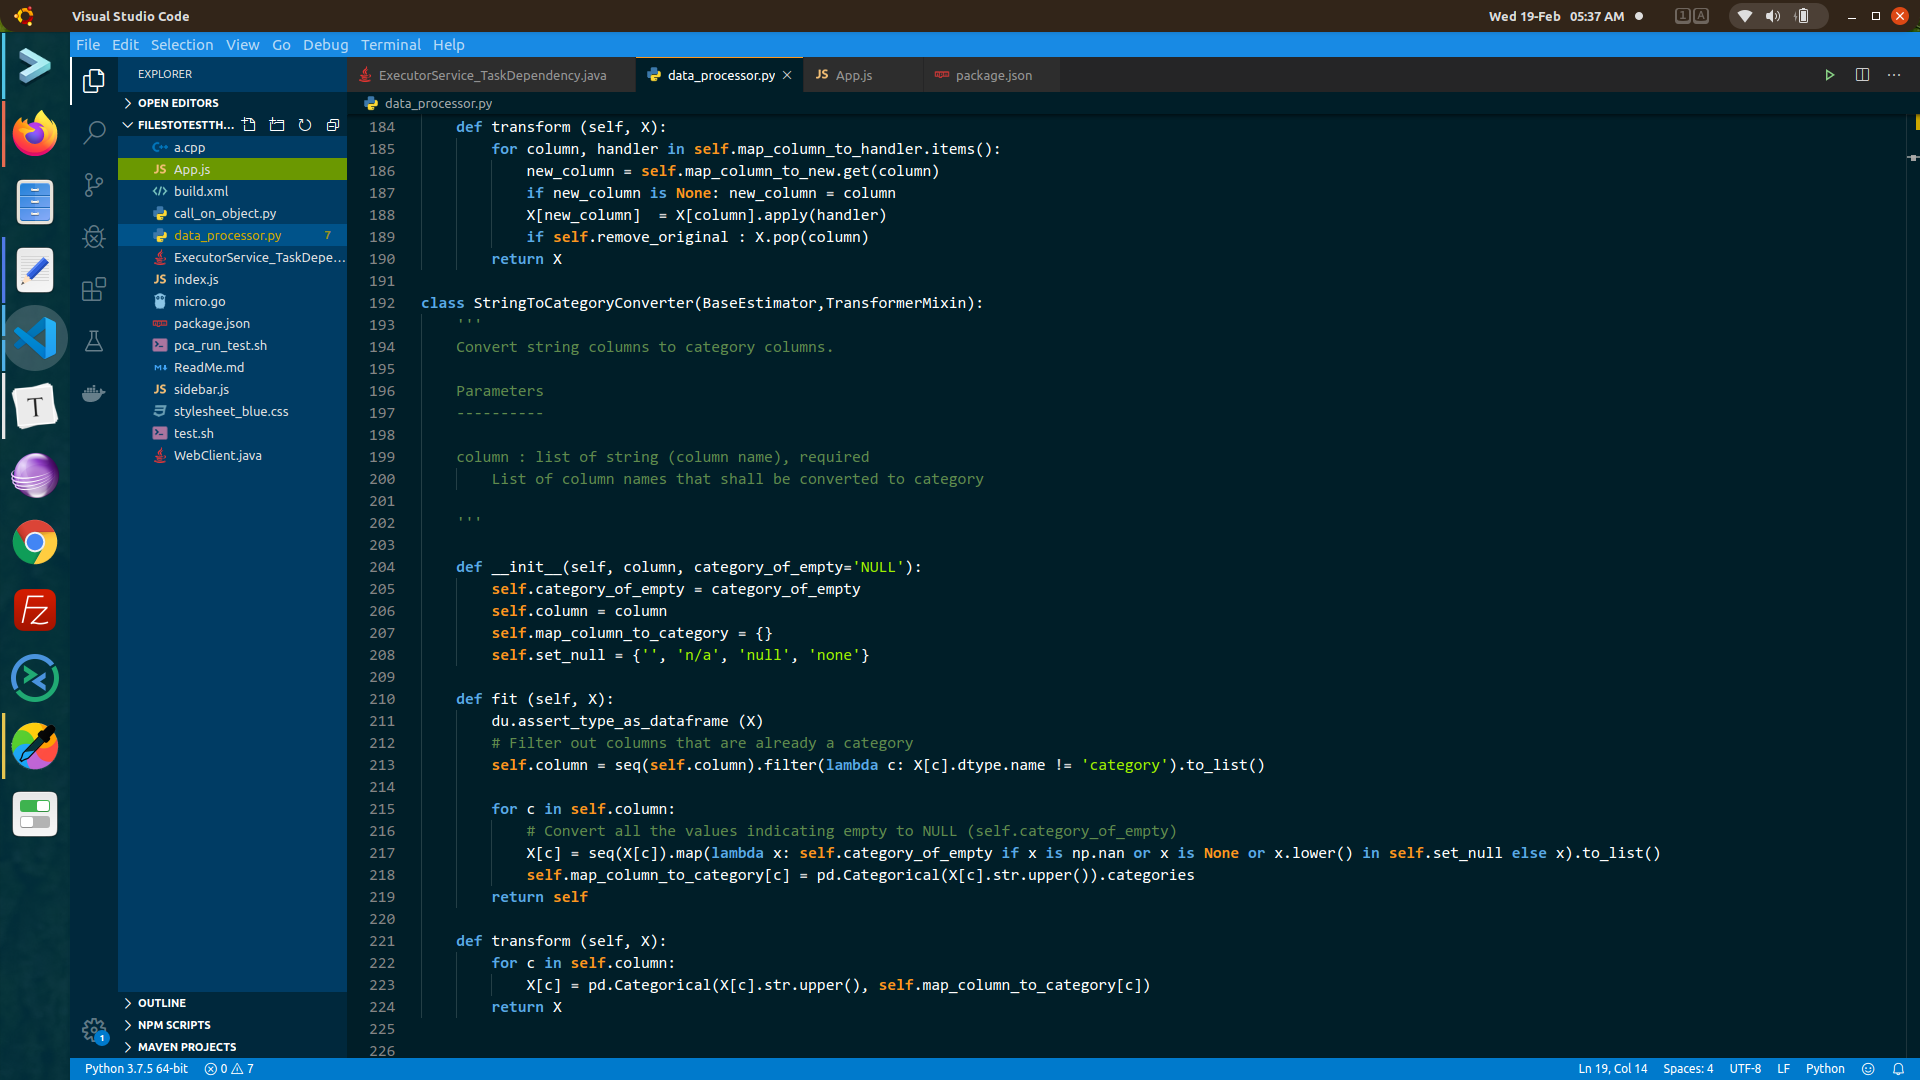 Visual Studio Code
Wed 19-Feb 05:37 AM
1 A
File Edit Selection View Go Debug Terminal Help
EXPLORER
OPEN EDITORS
FILESTOTESTTH...
a.cpp
JS App.js
build.xml
call_on_object.py
data_processor.py 7
ExecutorService_TaskDepe...
JS index.js
micro.go
package.json
pca_run_test.sh
ReadMe.md
JS sidebar.js
stylesheet_blue.css
test.sh
WebClient.java
OUTLINE
NPM SCRIPTS
MAVEN PROJECTS
1
T
Fz
ExecutorService_TaskDependency.java data_processor.py JS App.js package.json
data_processor.py
184 def transform (self, X):
185 for column, handler in self.map_column_to_handler.items():
186 new_column = self.map_column_to_new.get(column)
187 if new_column is None: new_column = column
188 X[new_column]  = X[column].apply(handler)
189 if self.remove_original : X.pop(column)
190 return X
191
192 class StringToCategoryConverter(BaseEstimator,TransformerMixin):
193 '''
194 Convert string columns to category columns.
195
196 Parameters
197 ----------
198
199 column : list of string (column name), required
200 List of column names that shall be converted to category
201
202 '''
203
204 def __init__(self, column, category_of_empty='NULL'):
205 self.category_of_empty = category_of_empty
206 self.column = column
207 self.map_column_to_category = {}
208 self.set_null = {'', 'n/a', 'null', 'none'}
209
210 def fit (self, X):
211 du.assert_type_as_dataframe (X)
212 # Filter out columns that are already a category
213 self.column = seq(self.column).filter(lambda c: X[c].dtype.name != 'category').to_list()
214
215 for c in self.column:
216 # Convert all the values indicating empty to NULL (self.category_of_empty)
217 X[c] = seq(X[c]).map(lambda x: self.category_of_empty if x is np.nan or x is None or x.lower() in self.set_null else x).to_list()
218 self.map_column_to_category[c] = pd.Categorical(X[c].str.upper()).categories
219 return self
220
221 def transform (self, X):
222 for c in self.column:
223 X[c] = pd.Categorical(X[c].str.upper(), self.map_column_to_category[c])
224 return X
225
226
Python 3.7.5 64-bit 0 7 Ln 19, Col 14 Spaces: 4 UTF-8 LF Python